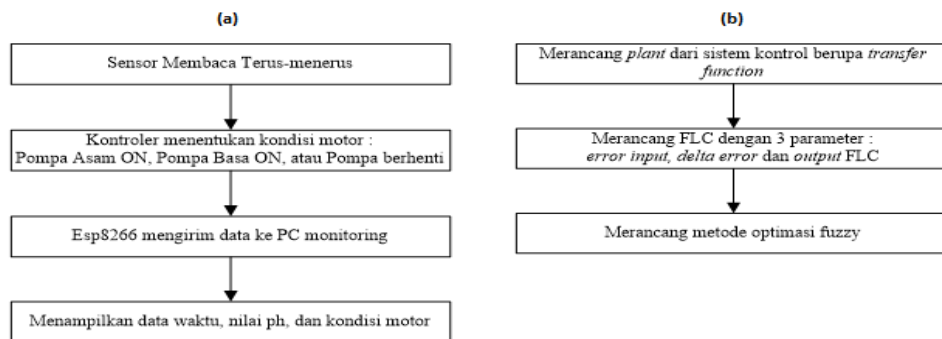 (a)
Sensor Membaca Terus-menerus
Kontroler menentukan kondisi motor :
Pompa Asam ON, Pompa Basa ON, atau Pompa berhenti
Esp8266 mengirim data ke PC monitoring
Menampilkan data waktu, nilai ph, dan kondisi motor
(b)
Merancang plant dari sistem kontrol berupa transfer
function
Merancang FLC dengan 3 parameter :
error input, delta error dan output FLC
Merancang metode optimasi fuzzy